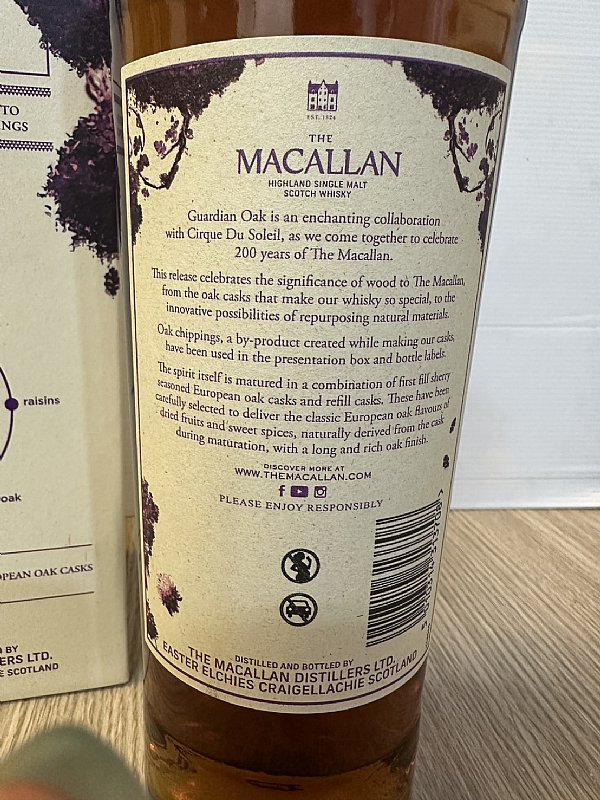 TO
NGS
raisins
oak
OPEAN OAK CASKS
D BY
ERS LTD.
E SCOTLAND
EST. 1824
THE
MACALLAN
HIGHLAND SINGLE MALT
SCOTCH WHISKY
Guardian Oak is an enchanting collaboration
with Cirque Du Soleil, as we come together to celebrate
200 years of The Macallan.
This release celebrates the significance of wood to The Macallan,
from the oak casks that make our whisky so special, to the
innovative possibilities of repurposing natural materials.
Oak chippings, a by-product created while making our casks,
have been used in the presentation box and bottle labels.
The spirit itself is matured in a combination of first fill sherry
seasoned European oak casks and refill casks. These have been
carefully selected to deliver the classic European oak flavours of
dried fruits and sweet spices, naturally derived from the cask
during maturation, with a long and rich oak finish.
DISCOVER MORE AT
WWW.THEMACALLAN.COM
PLEASE ENJOY RESPONSIBLY
DISTILLED AND BOTTLED BY
THE MACALLAN DISTILLERS LTD.
EASTER ELCHIES CRAIGELLACHIE SCOTLAND